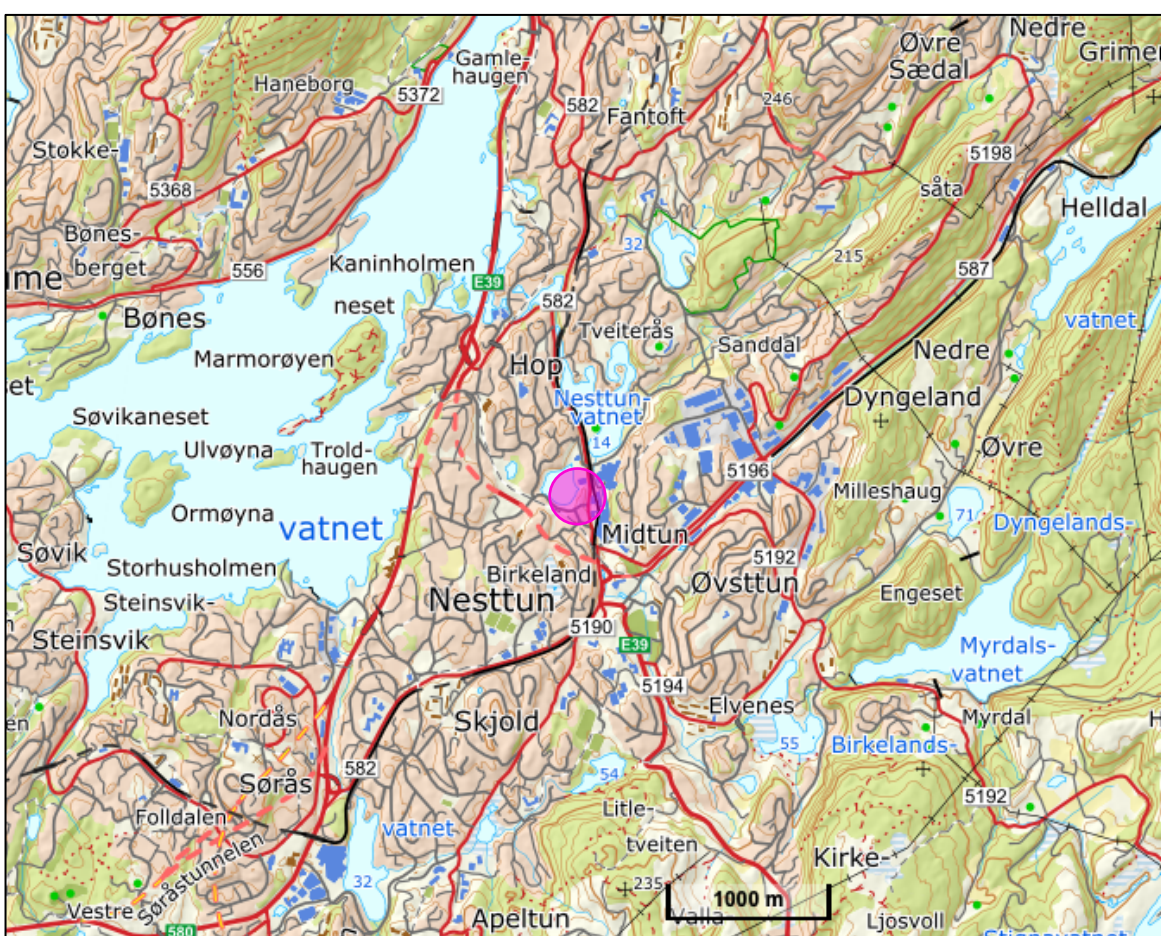 Nedre
Øvre
Sædal
Grimen
Gamle-
haugen
Haneborg
5372
582
246
Fantoft
Stokke-
5198
5368
såta
Helldal
Bønes-
berget
32
215
556
Kaninholmen
587
ime
E39
neset
582
Bønes
Tveiterås
vatnet
Sanddal
Nedre
Marmorøyen
Hop
set
Dyngeland
Nesttun-
vatnet
Søvikaneset
14
Øvre
Ulvøyna
Trold-
haugen
5196
Milleshaug
Ormøyna
71
vatnet
Dyngelands-
Midtun
Søvik
5192
Storhusholmen
Birkeland
Øvsttun
Engeset
Steinsvik-
Nesttun
Steinsvik
5190
E39
Myrdals-
vatnet
5194
Elvenes
Nordås
Skjold
Myrdal
H
en
55
Birkelands-
582
54
Sørås
5192
Litle-
Folldalen
vatnet
tveiten
Kirke-
Søråstunnelen
32
235
1000 m
Vestre
Apeltun
Valla
Ljosvoll
580
Stiensvatnet